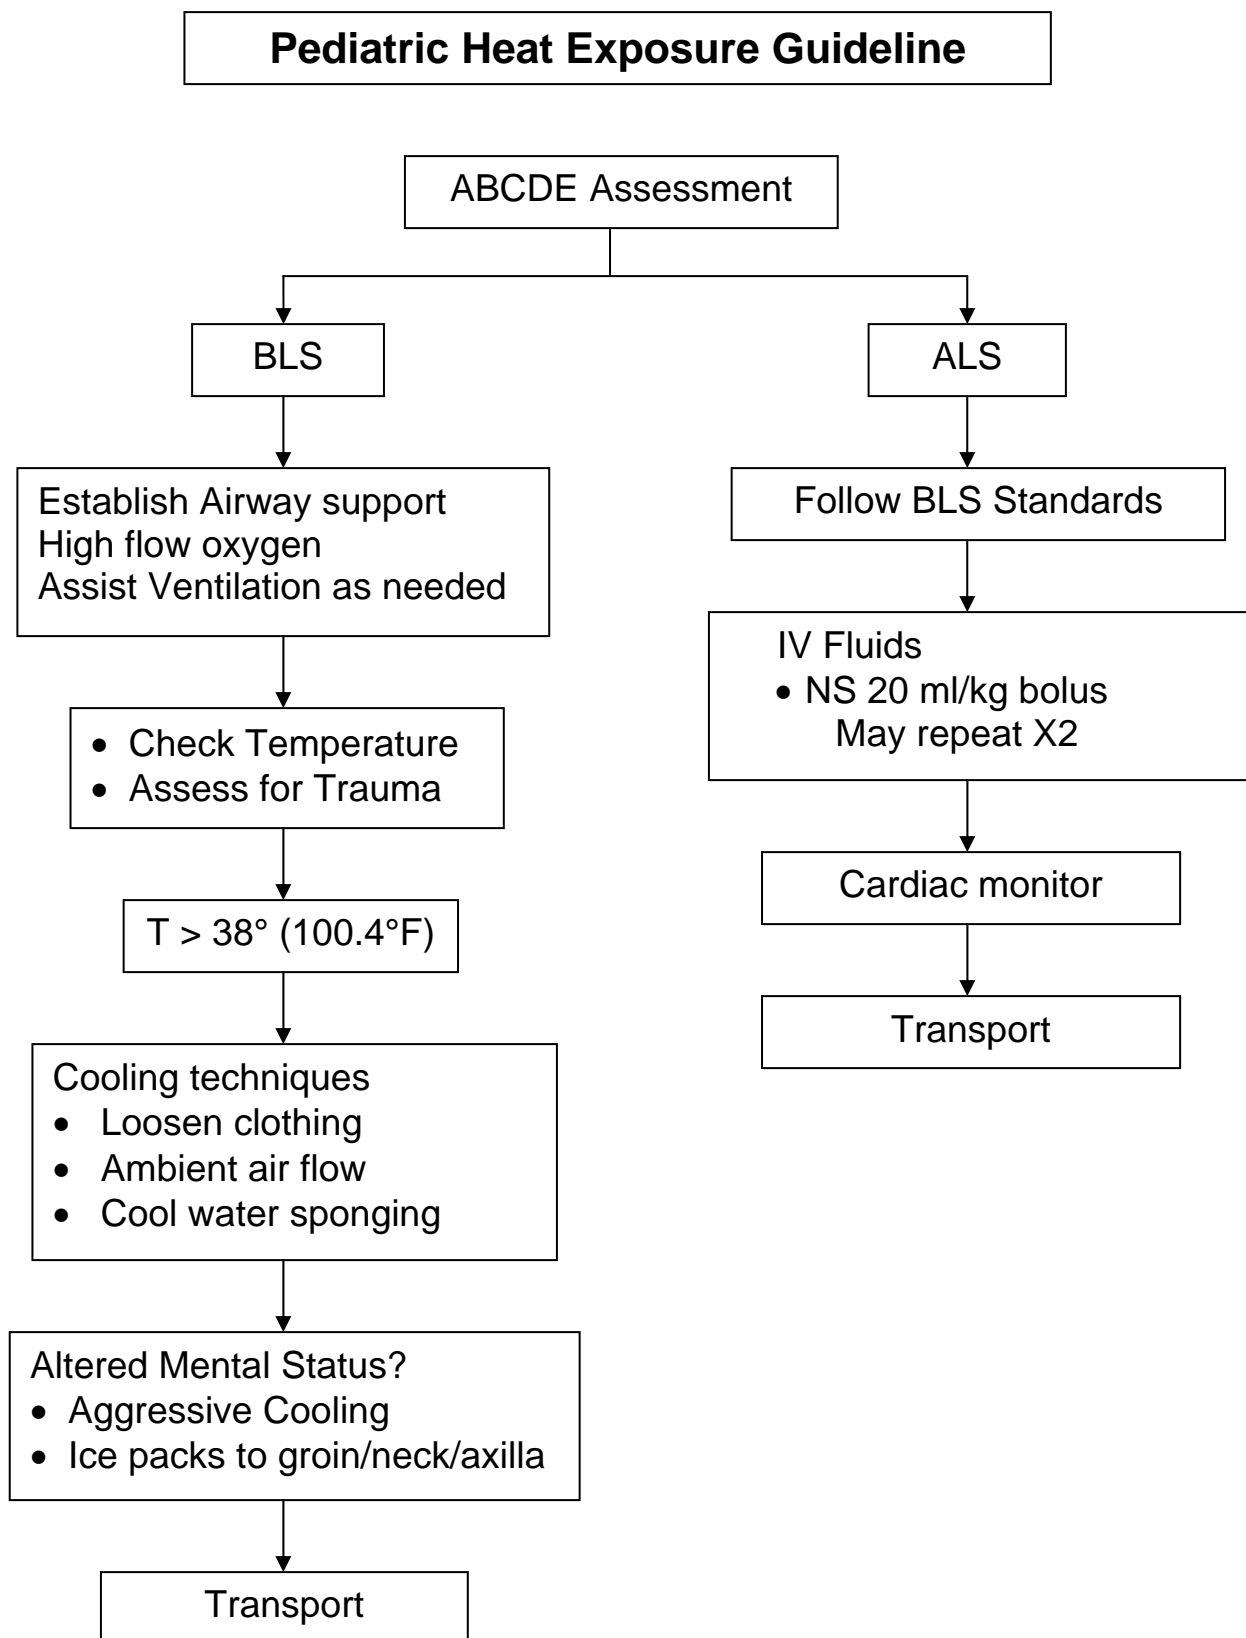 Pediatric Heat Exposure Guideline
ABCDE Assessment
BLS
ALS
Establish Airway support
High flow oxygen
Assist Ventilation as needed
Follow BLS Standards
IV Fluids
• NS 20 ml/kg bolus
May repeat X2
• Check Temperature
• Assess for Trauma
Cardiac monitor
T > 38° (100.4°F)
Transport
Cooling techniques
• Loosen clothing
• Ambient air flow
• Cool water sponging
Altered Mental Status?
• Aggressive Cooling
• Ice packs to groin/neck/axilla
Transport